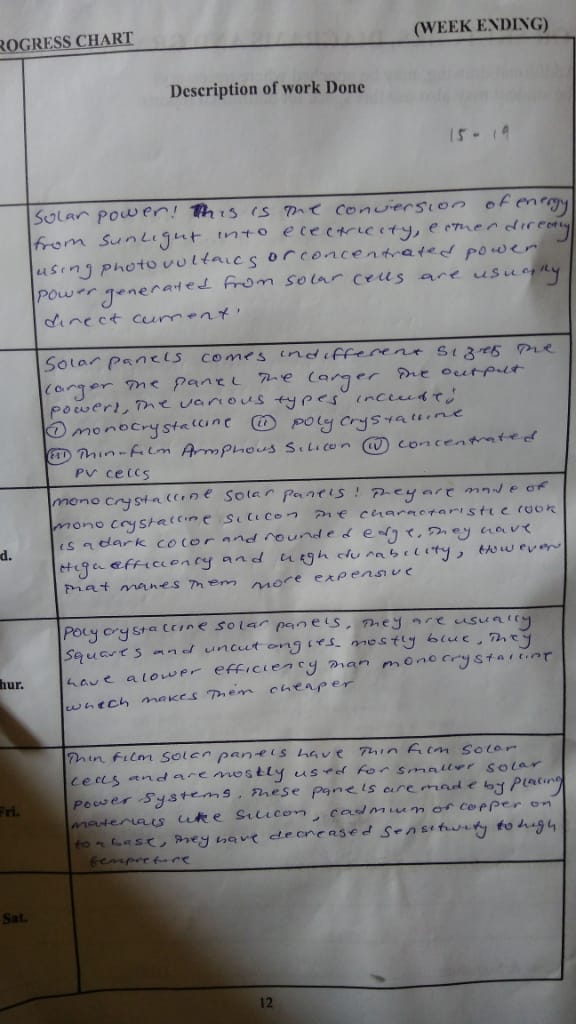 ROGRESS CHART
(WEEK ENDING)
Description of work Done
15 - 19
Solar power! This is the conversion of energy
from sunlight into electricity, either directly
using photovoltaics or concentrated power
power generated from solar cells are usually
direct current.
Solar panels comes in different sizes The
larger the panel the larger the output
powers, The various types include;
(i) monocrystalline (ii) polycrystalline
(iii) Thin-film Armphous Silicon (iv) concentrated
PV cells
mono crystalline solar panels! They are made of
mono crystalline silicon the characteristic look
is a dark color and rounded edge. They have
d.
High efficiency and high durability, However
that makes them more expensive
Poly crystalline solar panels, They are usually
squares and uncut angles mostly blue, They
have a lower efficiency than mono crystalline
hur.
which makes them cheaper
Thin film solar panels have Thin film solar
cells and are mostly used for smaller solar
power systems. These panels are made by placing
Fri.
materials like silicon, cadmium or copper on
to a base, they have decreased sensitivity to high
tempreture
Sat.
12